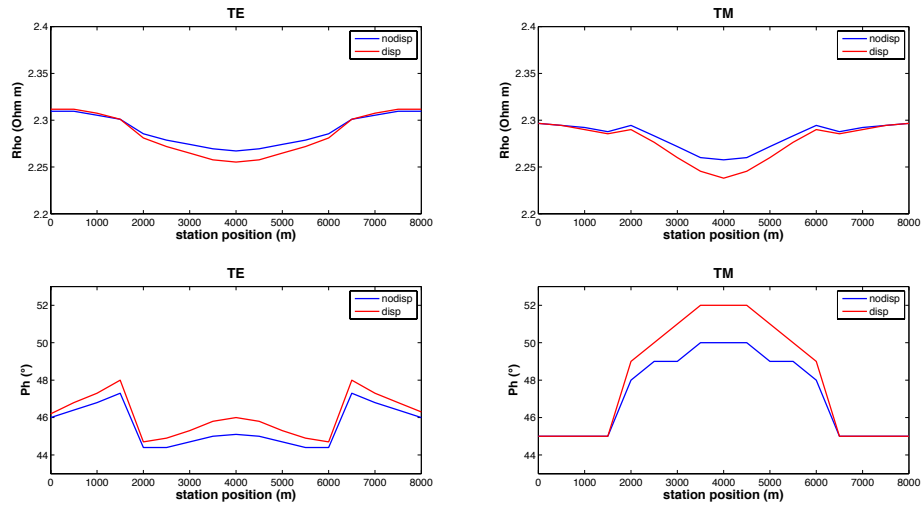 TE
2.4
2.35
2.3
2.25
2.2
Rho (Ohm m)
nodisp
disp
0 1000 2000 3000 4000 5000 6000 7000 8000
station position (m)
TM
2.4
2.35
2.3
2.25
2.2
Rho (Ohm m)
nodisp
disp
0 1000 2000 3000 4000 5000 6000 7000 8000
station position (m)
TE
52
50
48
46
44
Ph (°)
nodisp
disp
0 1000 2000 3000 4000 5000 6000 7000 8000
station position (m)
TM
52
50
48
46
44
Ph (°)
nodisp
disp
0 1000 2000 3000 4000 5000 6000 7000 8000
station position (m)